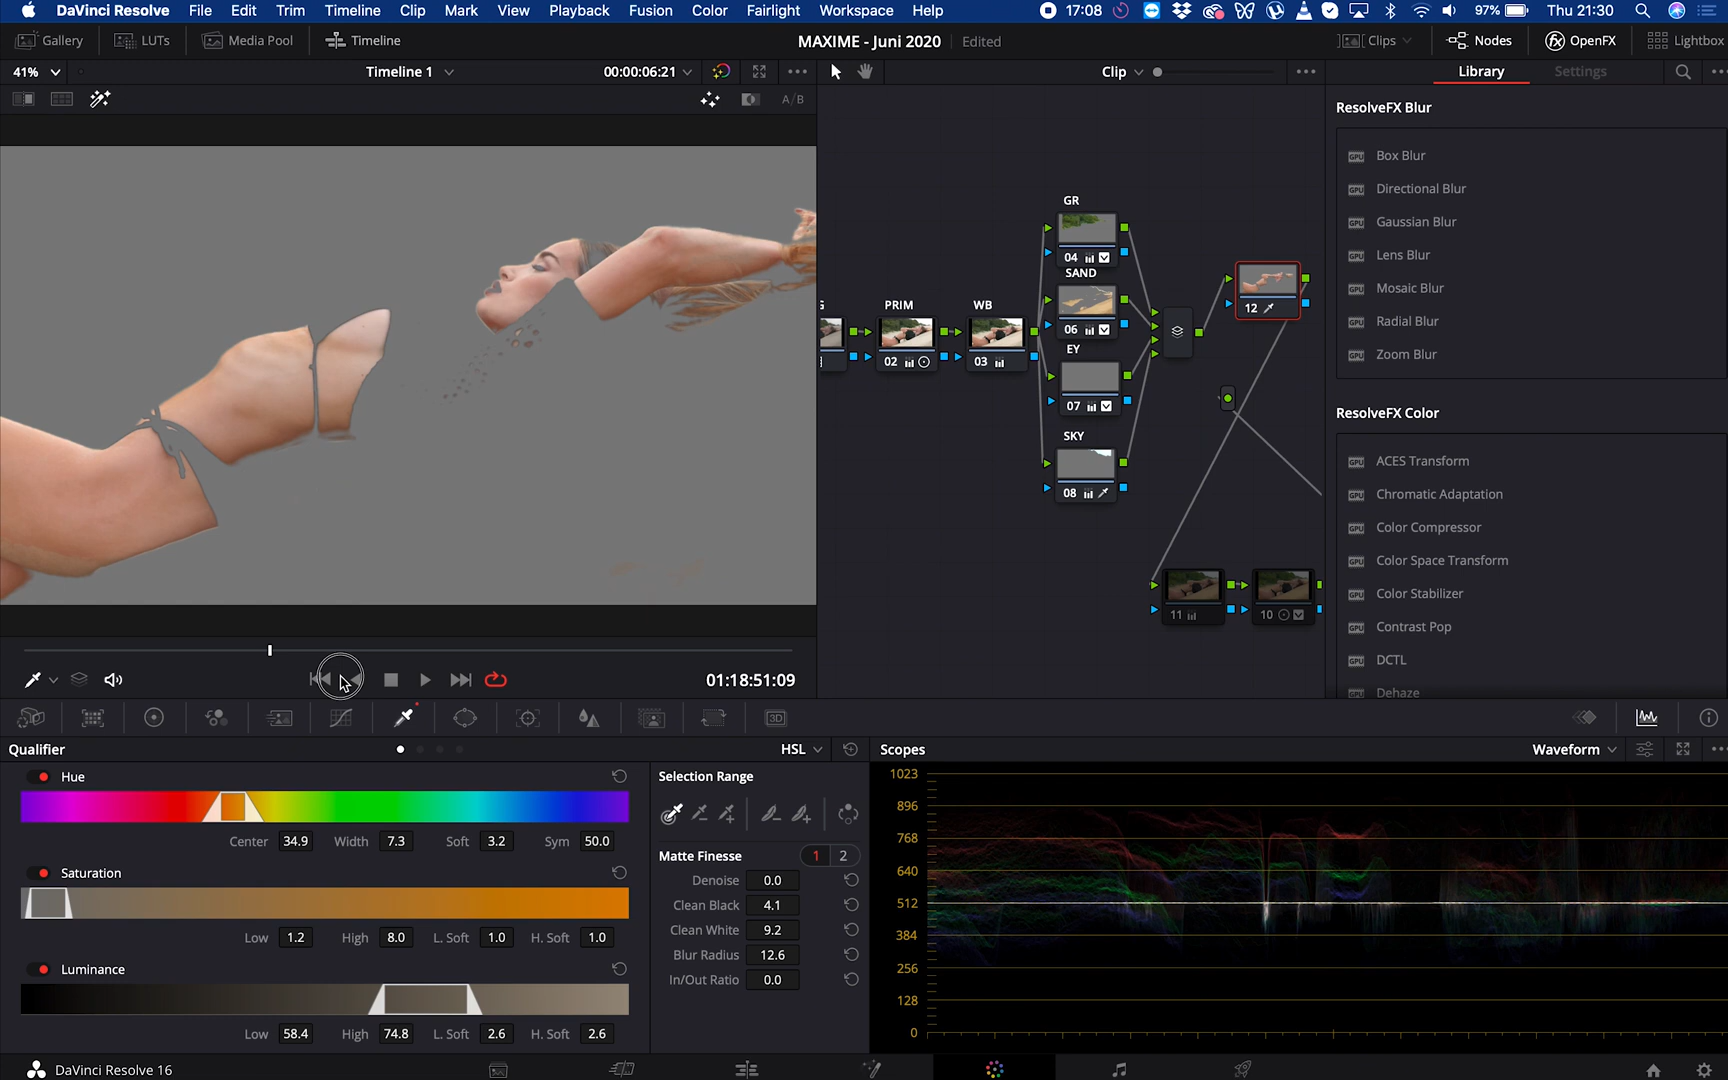 DaVinci Resolve File Edit Trim Timeline Clip Mark View Playback Fusion Color Fairlight Workspace Help 17:08 97% Thu 21:30
Gallery LUTs Media Pool Timeline MAXIME - Juni 2020 Edited Clips Nodes OpenFX Lightbox
41% Timeline 1 00:00:06:21 Clip Library Settings
A/B
ResolveFX Blur
Box Blur
Directional Blur
Gaussian Blur
Lens Blur
Mosaic Blur
Radial Blur
Zoom Blur
ResolveFX Color
ACES Transform
Chromatic Adaptation
Color Compressor
Color Space Transform
Color Stabilizer
Contrast Pop
DCTL
Dehaze
GR
04
SAND
06
EY
07
SKY
08
G
PRIM
02
WB
03
12
11
10
01:18:51:09
3D
Qualifier HSL Scopes Waveform
Hue
Center 34.9 Width 7.3 Soft 3.2 Sym 50.0
Saturation
Low 1.2 High 8.0 L. Soft 1.0 H. Soft 1.0
Luminance
Low 58.4 High 74.8 L. Soft 2.6 H. Soft 2.6
Selection Range
Matte Finesse 1 2
Denoise 0.0
Clean Black 4.1
Clean White 9.2
Blur Radius 12.6
In/Out Ratio 0.0
1023
896
768
640
512
384
256
128
0
DaVinci Resolve 16